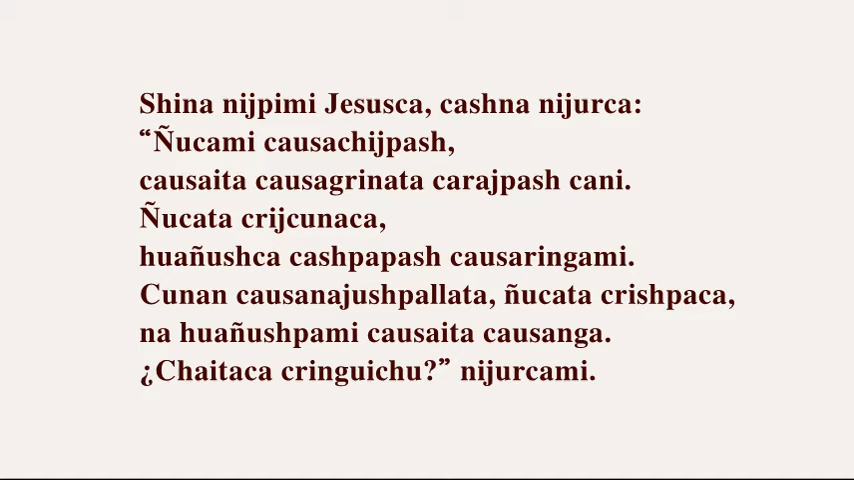 Shina nijpimi Jesusca, cashna nijurca:
“Ñucami causachijpash,
causaita causagrinata carajpash cani.
Ñucata crijcunaca,
huañushca cashpapash causaringami.
Cunan causanajushpallata, ñucata crishpaca,
na huañushpami causaita causanga.
¿Chaitaca cringuichu?” nijurcami.